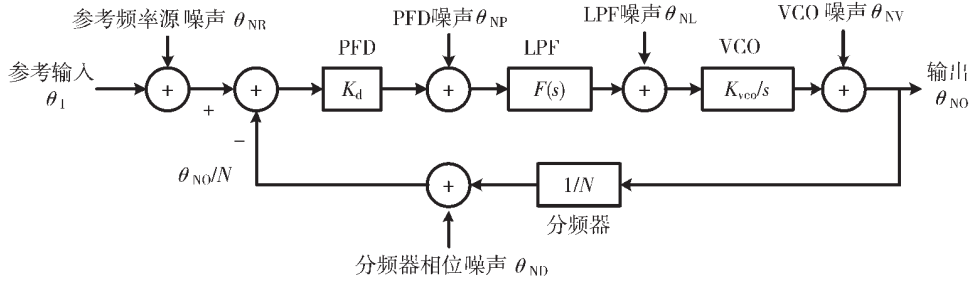 参考频率源噪声 θNR
PFD噪声 θNP
LPF噪声 θNL
VCO 噪声 θNV
PFD
LPF
VCO
参考输入
θ1
+
+
+
Kd
+
F(s)
+
Kvco/s
+
输出
θNO
−
θNO/N
+
1/N
分频器
分频器相位噪声 θND